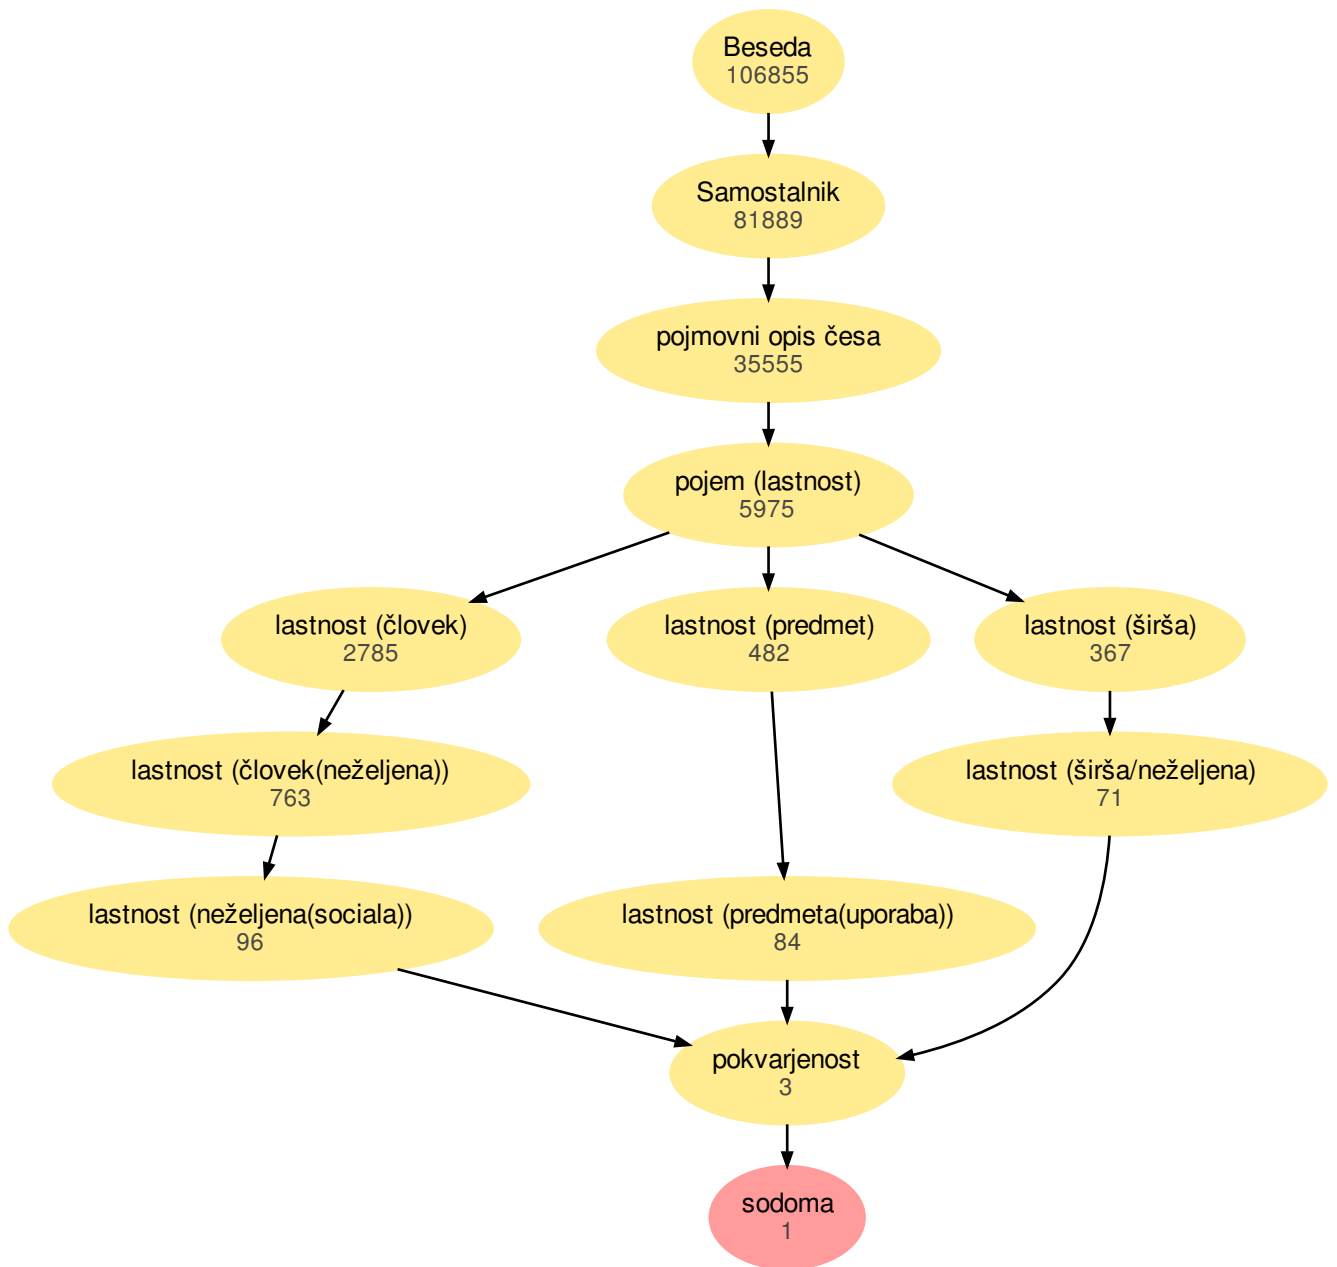 Beseda
106855
Samostalnik
81889
pojmovni opis česa
35555
pojem (lastnost)
5975
lastnost (človek)
2785
lastnost (predmet)
482
lastnost (širša)
367
lastnost (človek(neželjena))
763
lastnost (širša/neželjena)
71
lastnost (neželjena(sociala))
96
lastnost (predmeta(uporaba))
84
pokvarjenost
3
sodoma
1